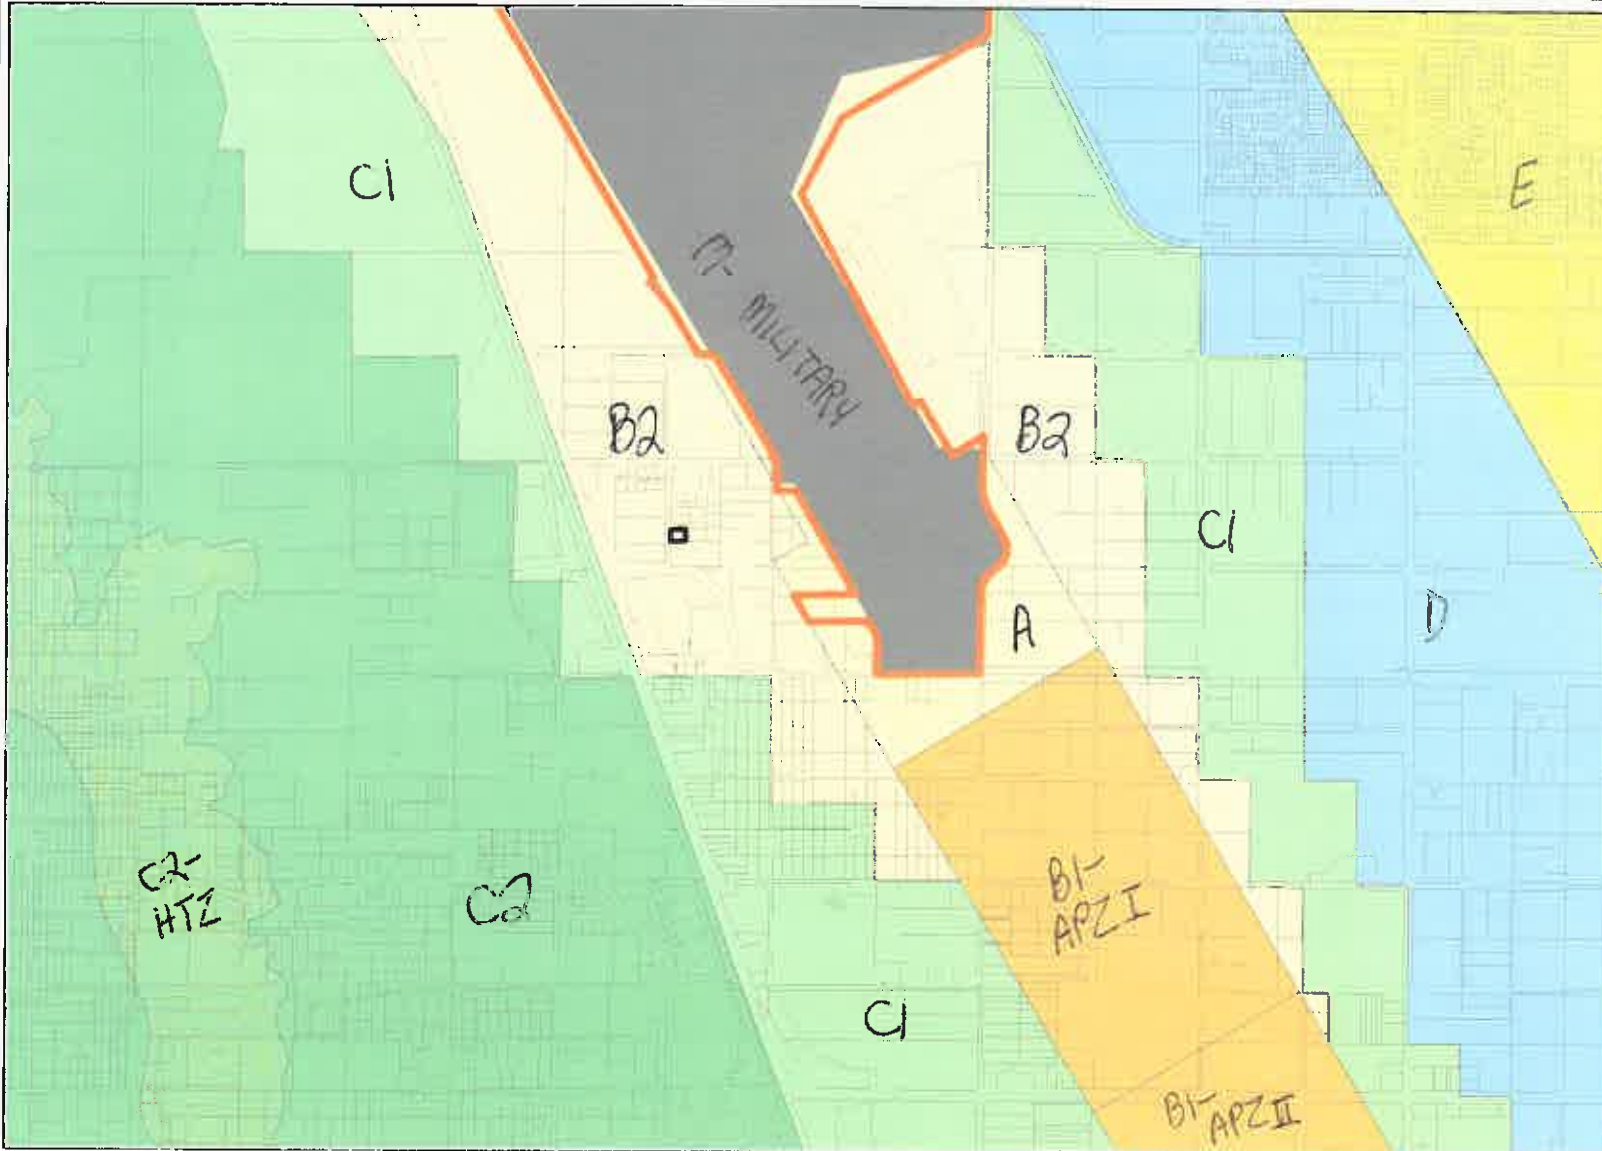 C1
E
M-
MILITARY
B2
B2
C1
D
A
C2-
HTZ
C2
B1-
APZ I
C1
B1-
APZ II